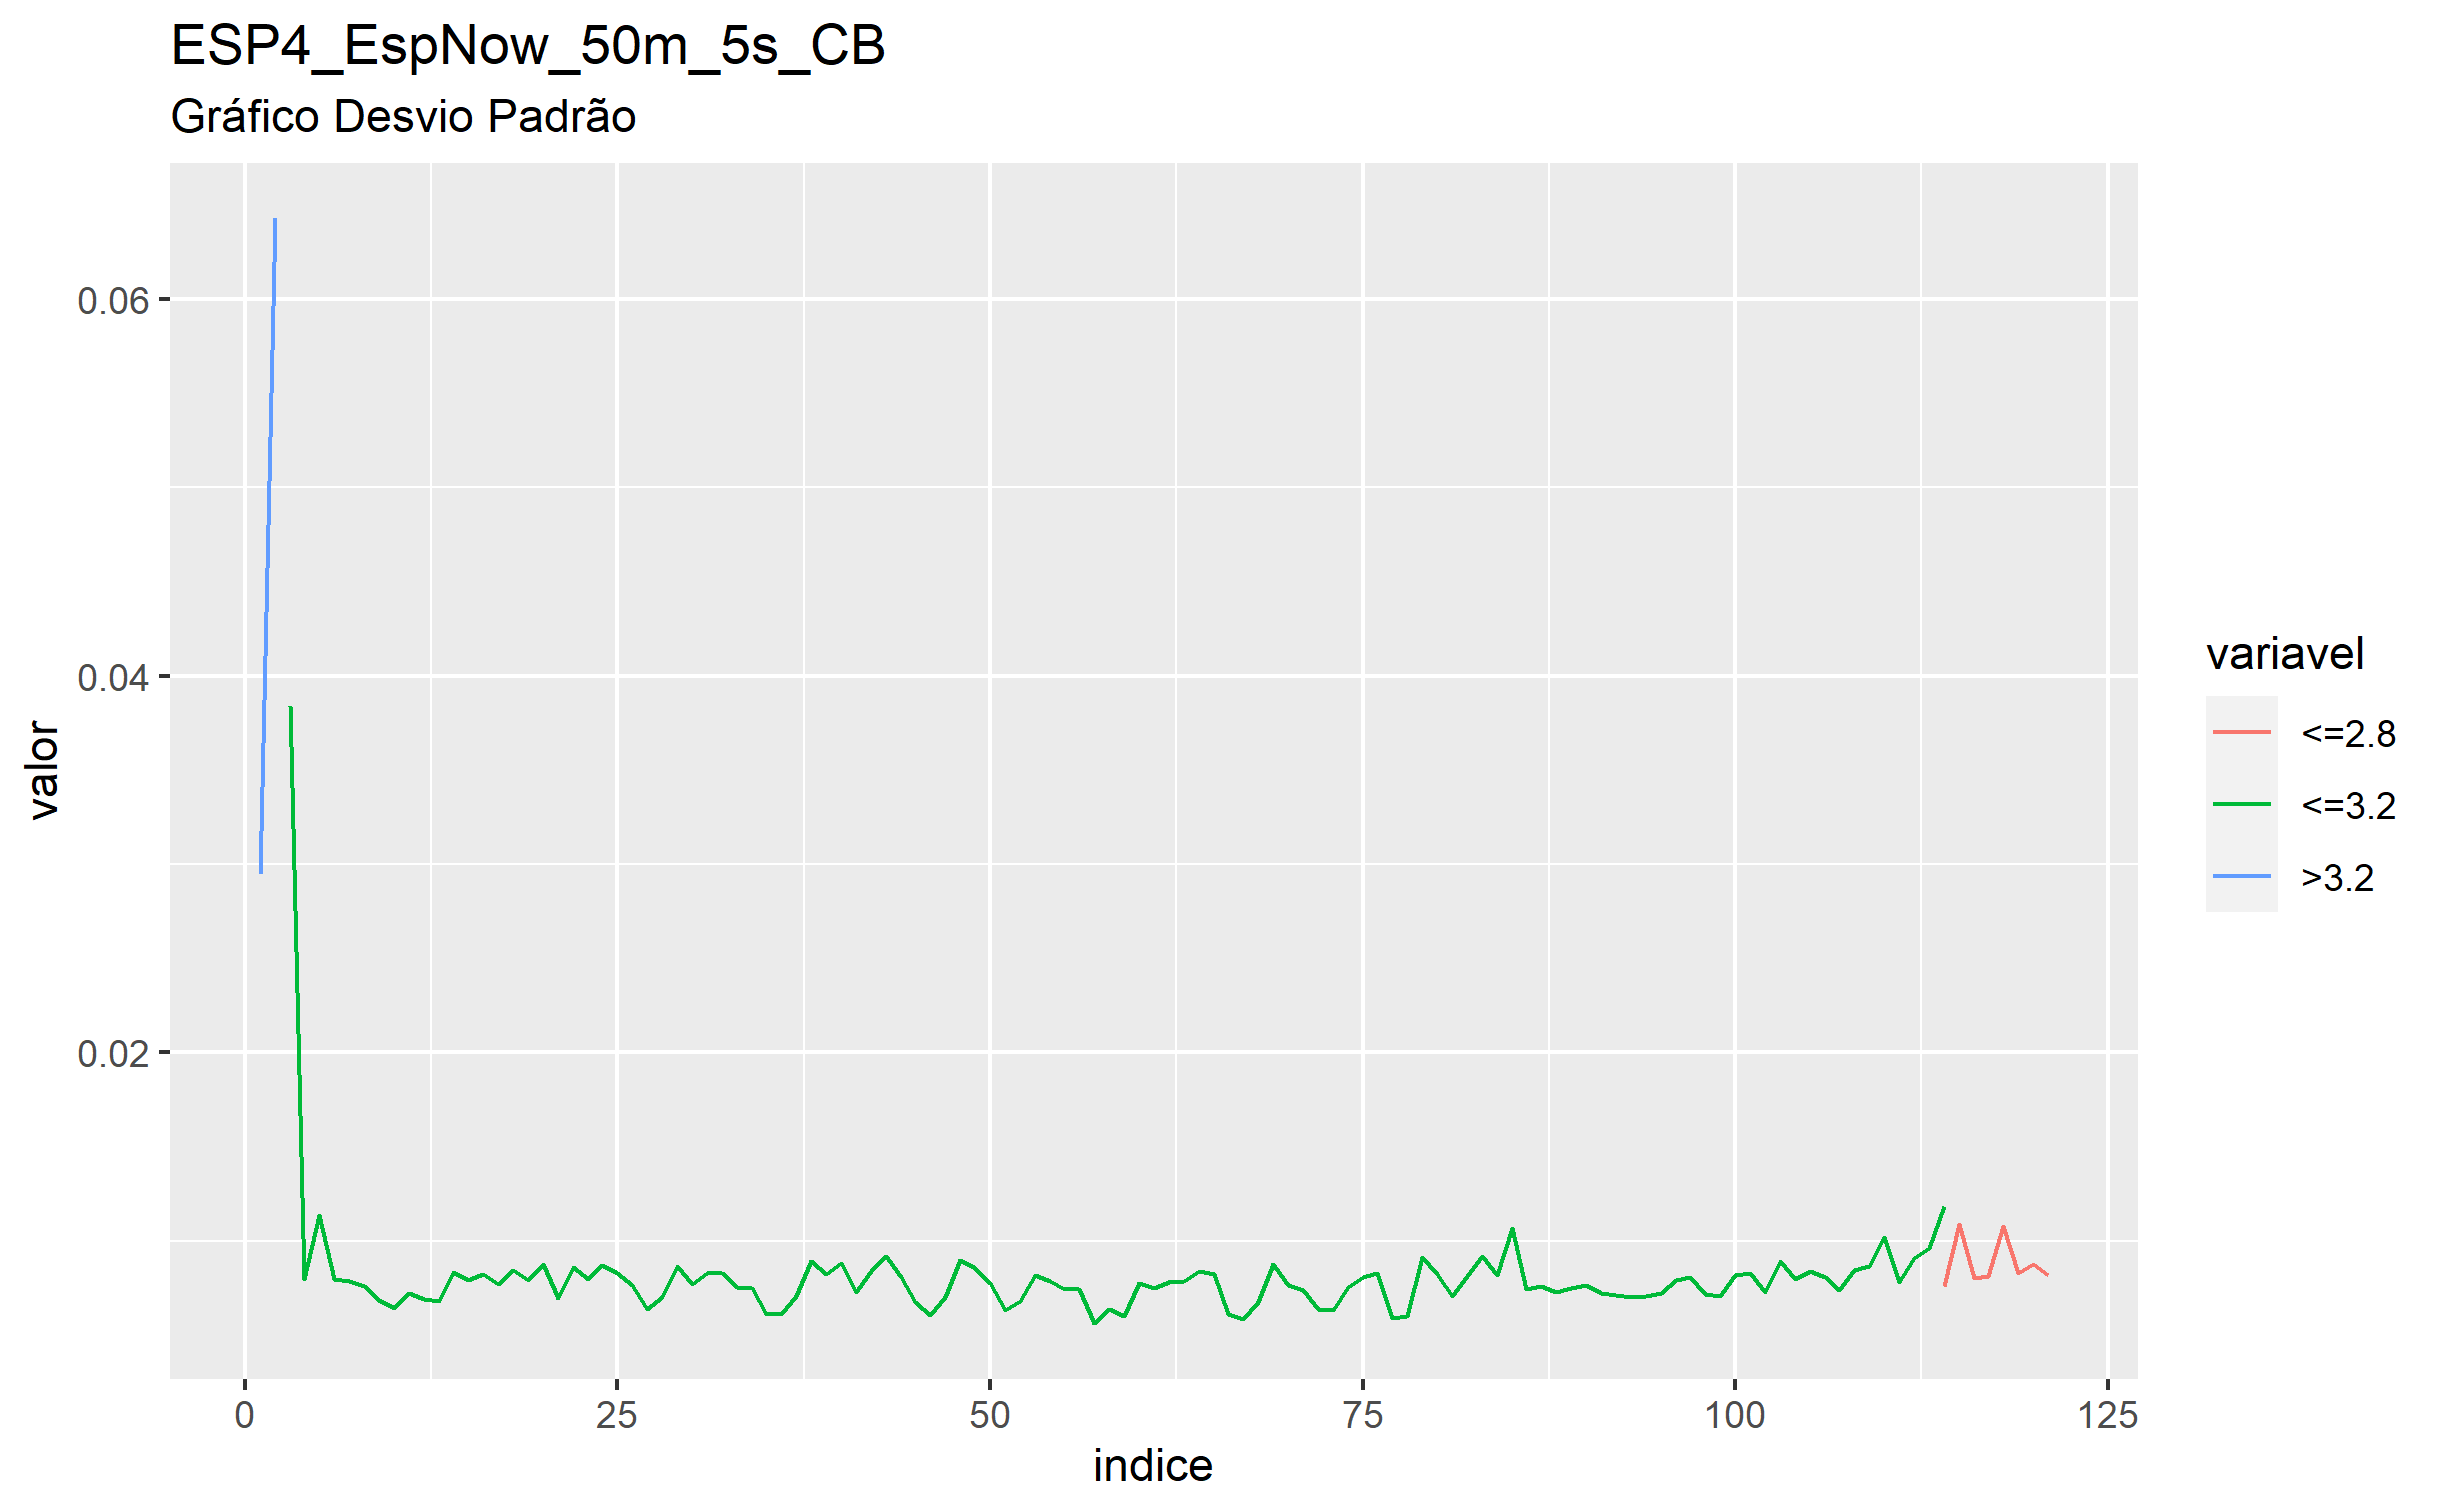 ESP4_EspNow_50m_5s_CB
Gráfico Desvio Padrão
0.06
0.04
0.02
valor
0 25 50 75 100 125
indice
variavel
<=2.8
<=3.2
>3.2